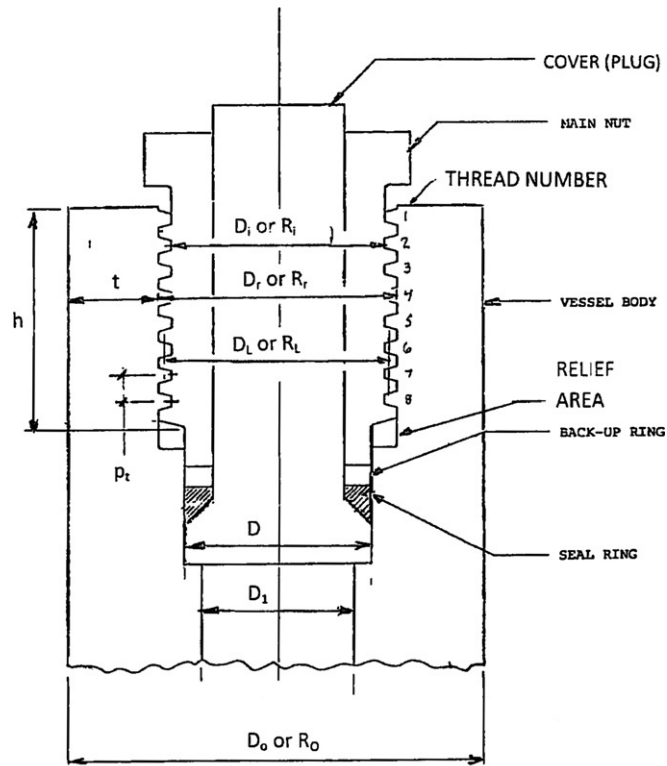 COVER (PLUG)
MAIN NUT
THREAD NUMBER
1
Di or Ri
2
3
t
Dr or Rr
4
VESSEL BODY
h
5
DL or RL
6
RELIEF
7
AREA
8
BACK-UP RING
pt
D
SEAL RING
D1
Do or RO